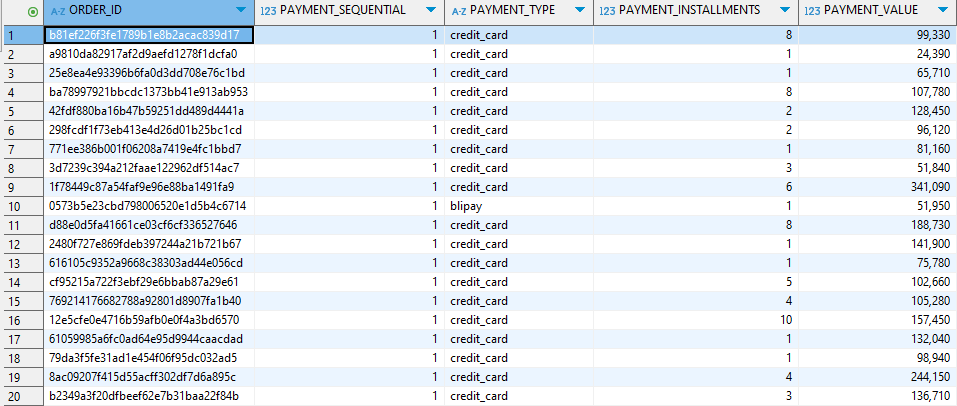 A-Z ORDER_ID 123 PAYMENT_SEQUENTIAL A-Z PAYMENT_TYPE 123 PAYMENT_INSTALLMENTS 123 PAYMENT_VALUE
1 b81ef226f3fe1789b1e8b2acac839d17 1 credit_card 8 99,330
2 a9810da82917af2d9aefd1278f1dcfa0 1 credit_card 1 24,390
3 25e8ea4e93396b6fa0d3dd708e76c1bd 1 credit_card 1 65,710
4 ba78997921bbcdc1373bb41e913ab953 1 credit_card 8 107,780
5 42fdf880ba16b47b59251dd489d4441a 1 credit_card 2 128,450
6 298fcdf1f73eb413e4d26d01b25bc1cd 1 credit_card 2 96,120
7 771ee386b001f06208a7419e4fc1bbd7 1 credit_card 1 81,160
8 3d7239c394a212faae122962df514ac7 1 credit_card 3 51,840
9 1f78449c87a54faf9e96e88ba1491fa9 1 credit_card 6 341,090
10 0573b5e23cbd798006520e1d5b4c6714 1 blipay 1 51,950
11 d88e0d5fa41661ce03cf6cf336527646 1 credit_card 8 188,730
12 2480f727e869fdeb397244a21b721b67 1 credit_card 1 141,900
13 616105c9352a9668c38303ad44e056cd 1 credit_card 1 75,780
14 cf95215a722f3ebf29e6bbab87a29e61 1 credit_card 5 102,660
15 769214176682788a92801d8907fa1b40 1 credit_card 4 105,280
16 12e5cfe0e4716b59afb0e0f4a3bd6570 1 credit_card 10 157,450
17 61059985a6fc0ad64e95d9944caacdad 1 credit_card 1 132,040
18 79da3f5fe31ad1e454f06f95dc032ad5 1 credit_card 1 98,940
19 8ac09207f415d55acff302df7d6a895c 1 credit_card 4 244,150
20 b2349a3f20dfbeef62e7b31baa22f84b 1 credit_card 3 136,710